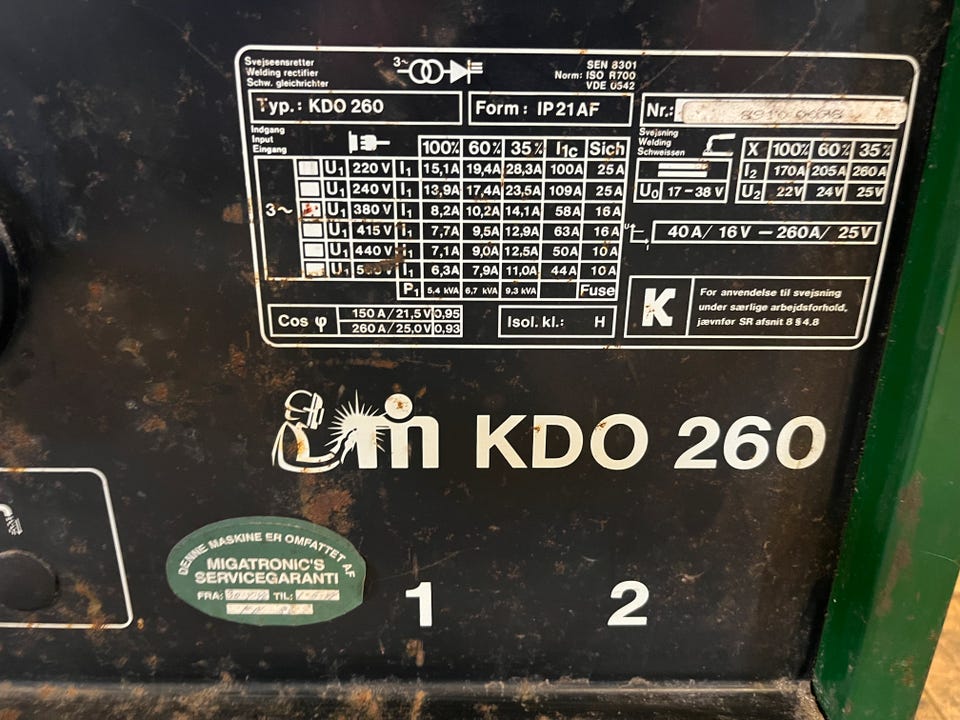 Svejseensretter
Welding rectifier
Schw. gleichrichter
3~
SEN 8301
Norm: ISO R700
VDE 0542
Typ.: KDO 260
Form: IP21AF
Nr.:
Indgang
Input
Eingang
100% 60% 35% I1c Sich
U1 220 V I1 15,1A 19,4A 28,3A 100A 25A
U1 240 V I1 13,9A 17,4A 23,5A 109A 25A
3~ U1 380 V I1 8,2A 10,2A 14,1A 58A 16A
U1 415 V I1 7,7A 9,5A 12,9A 63A 16A
U1 440 V I1 7,1A 9,0A 12,5A 50A 10A
U1 V I1 6,3A 7,9A 11,0A 44A 10A
P1 5,4 kVA 6,7 kVA 9,3 kVA Fuse
Cos φ 150A/21,5V 0,95
260A/25,0V 0,93
Isol. kl.: H
Svejsning
Welding
Schweissen
X 100% 60% 35%
I2 170A 205A 260A
U0 17-38V U2 22V 24V 25V
40A/16V - 260A/25V
K
For anvendelse til svejsning
under særlige arbejdsforhold,
jævnfør SR afsnit 8 § 4,8
m KDO 260
DENNE MASKINE ER OMFATTET AF
MIGATRONIC'S
SERVICEGARANTI
FRA: TIL:
1 2